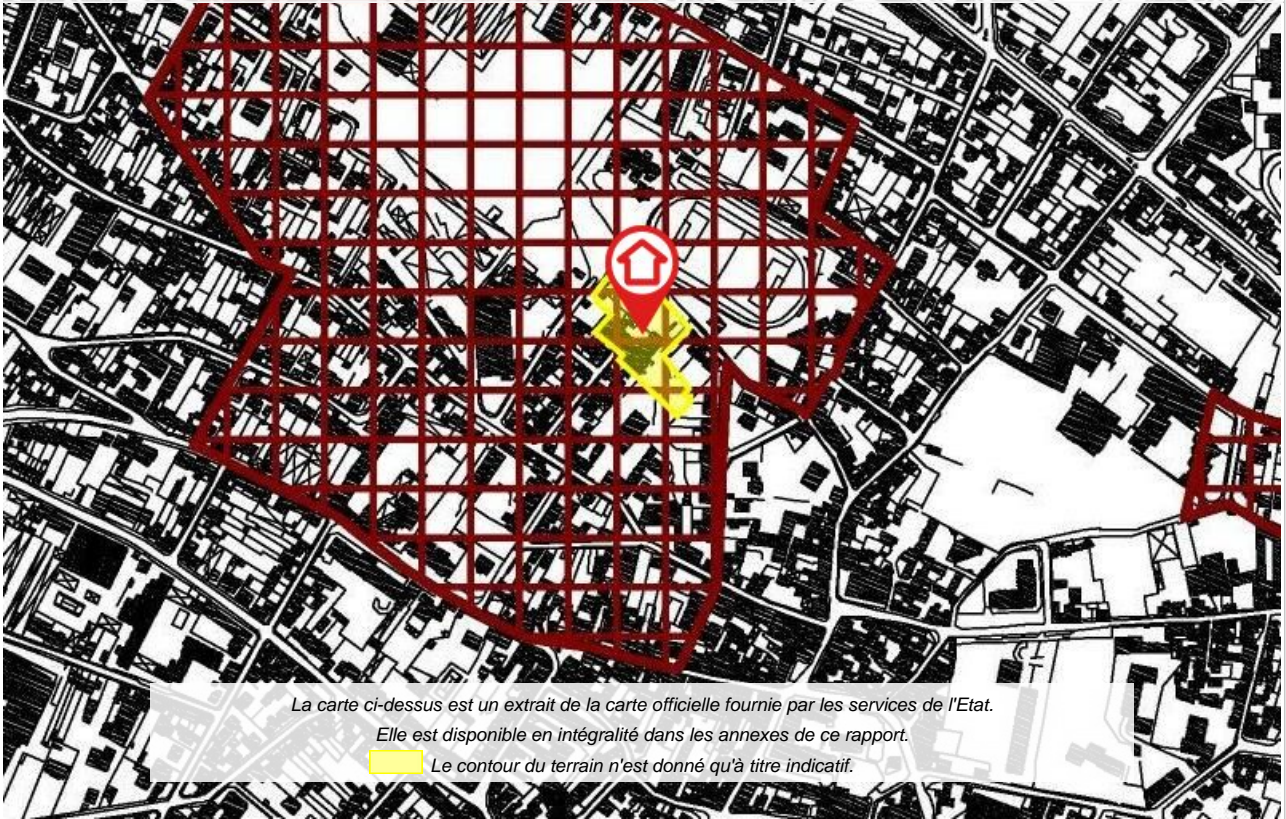 La carte ci-dessus est un extrait de la carte officielle fournie par les services de l'Etat.
Elle est disponible en intégralité dans les annexes de ce rapport.
Le contour du terrain n'est donné qu'à titre indicatif.